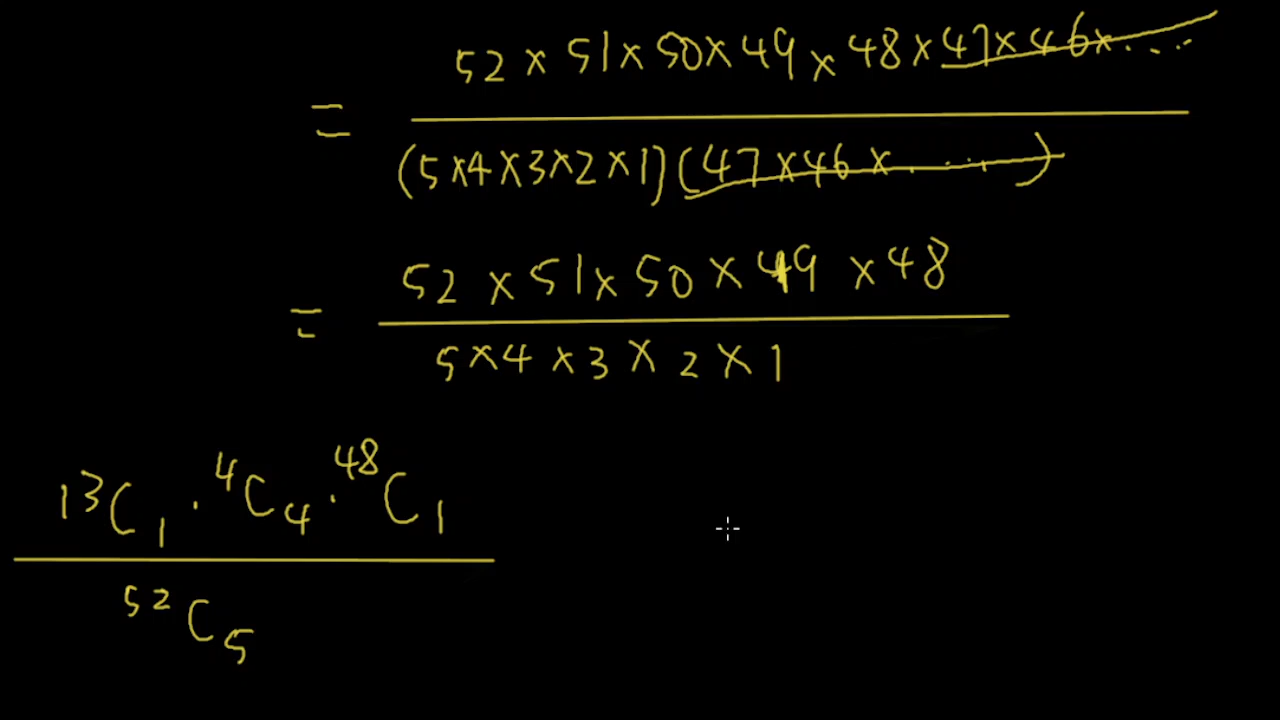 52 × 51 × 50 × 49 × 48 × 47 × 46 × ....
=
(5×4×3×2×1)(47×46×......)
52 × 51 × 50 × 49 × 48
=
5 × 4 × 3 × 2 × 1
¹³C₁ · ⁴C₄ · ⁴⁸C₁
⁵²C₅